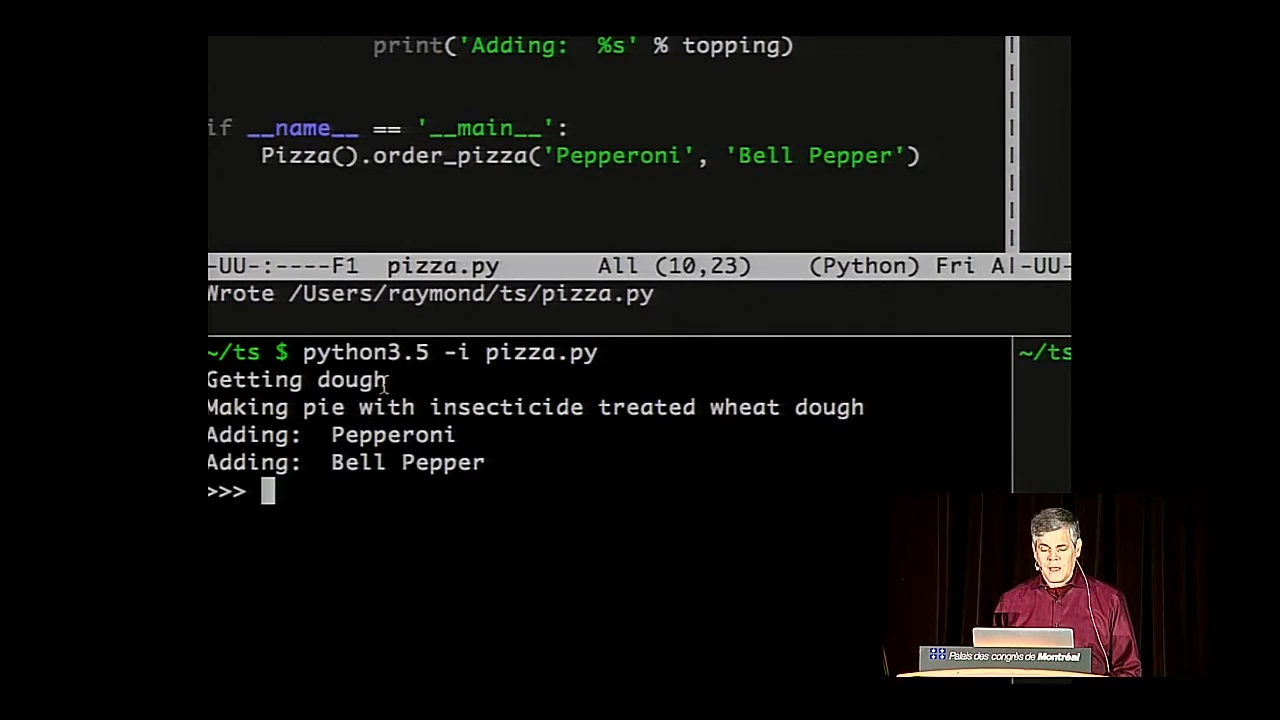 print('Adding:  %s' % topping)
if __name__ == '__main__':
Pizza().order_pizza('Pepperoni', 'Bell Pepper')
-UU-:----F1  pizza.py       All (10,23)    (Python) Fri A -UU-
Wrote /Users/raymond/ts/pizza.py
~/ts $ python3.5 -i pizza.py ~/ts
Getting dough
Making pie with insecticide treated wheat dough
Adding:  Pepperoni
Adding:  Bell Pepper
>>>
Palais des congrès de Montréal